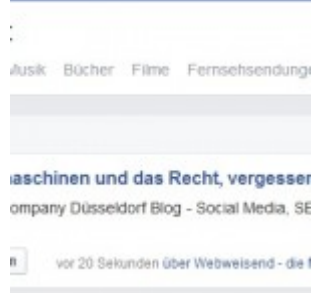 Musik Bücher Filme Fernsehsendunge
aschinen und das Recht, vergessen
ompany Düsseldorf Blog - Social Media, SE
n vor 20 Sekunden über Webweisend - die f